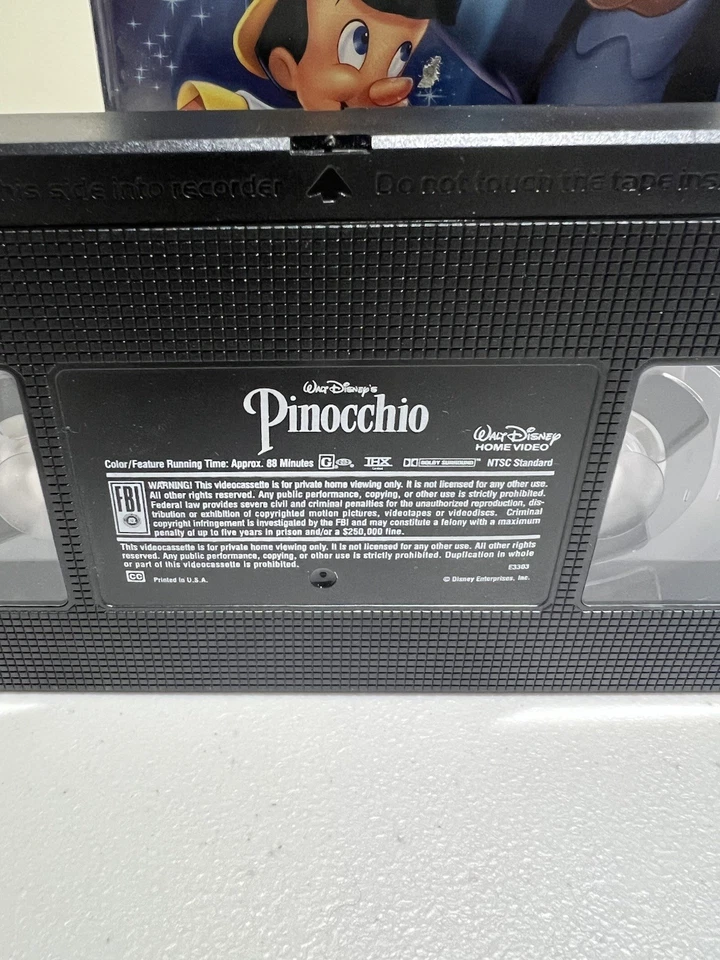 this side into recorder Do not touch the tape ins
WALT DISNEY'S
Pinocchio
WALT DISNEY
HOME VIDEO
Color/Feature Running Time: Approx. 88 Minutes G THX DOLBY SURROUND NTSC Standard
FBI
WARNING! This videocassette is for private home viewing only. It is not licensed for any other use.
All other rights reserved. Any public performance, copying, or other use is strictly prohibited.
Federal law provides severe civil and criminal penalties for the unauthorized reproduction, dis-
tribution or exhibition of copyrighted motion pictures, videotapes or videodiscs. Criminal
copyright infringement is investigated by the FBI and may constitute a felony with a maximum
penalty of up to five years in prison and/or a $250,000 fine.
This videocassette is for private home viewing only. It is not licensed for any other use. All other rights
reserved. Any public performance, copying, or other use is strictly prohibited. Duplication in whole
or part of this videocassette is prohibited. E3303
CC Printed in U.S.A. © Disney Enterprises, Inc.